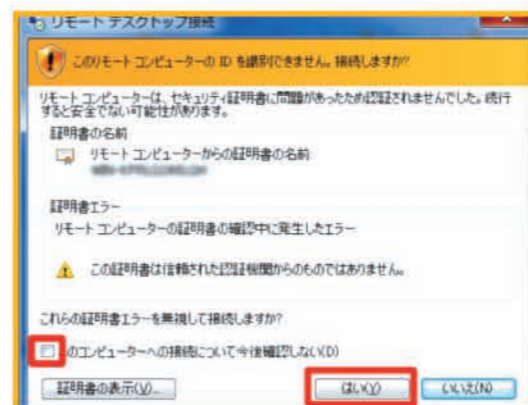 リモート デスクトップ接続
このリモート コンピューターの ID を識別できません。接続しますか?
リモート コンピューターは、セキュリティ証明書に問題があったため認証されませんでした。続行
すると安全でない可能性があります。
証明書の名前
リモート コンピューターからの証明書の名前
証明書エラー
リモート コンピューターの証明書の確認中に発生したエラー
この証明書は信頼された認証機関からのものではありません。
これらの証明書エラーを無視して接続しますか?
このコンピューターへの接続について今後確認しない(D)
証明書の表示(V)... はい(Y) いいえ(N)